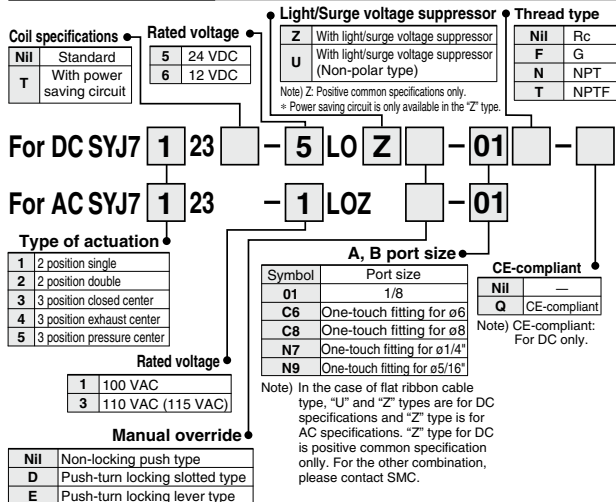 Coil specifications
Nil Standard
T With power saving circuit
Rated voltage
5 24 VDC
6 12 VDC
Light/Surge voltage suppressor
Z With light/surge voltage suppressor
U With light/surge voltage suppressor (Non-polar type)
Note) Z: Positive common specifications only.
* Power saving circuit is only available in the “Z” type.
Thread type
Nil Rc
F G
N NPT
T NPTF
For DC SYJ7 1 23 – 5 LO Z – 01 –
For AC SYJ7 1 23 – 1 LOZ – 01
Type of actuation
1 2 position single
2 2 position double
3 3 position closed center
4 3 position exhaust center
5 3 position pressure center
Rated voltage
1 100 VAC
3 110 VAC (115 VAC)
Manual override
Nil Non-locking push type
D Push-turn locking slotted type
E Push-turn locking lever type
A, B port size
Symbol Port size
01 1/8
C6 One-touch fitting for ø6
C8 One-touch fitting for ø8
N7 One-touch fitting for ø1/4"
N9 One-touch fitting for ø5/16"
Note) In the case of flat ribbon cable
type, “U” and “Z” types are for DC
specifications and “Z” type is for
AC specifications. “Z” type for DC
is positive common specification
onlly. For the other combination,
please contact SMC.
CE-compliant
Nil —
Q CE-compliant
Note) CE-compliant:
For DC only.